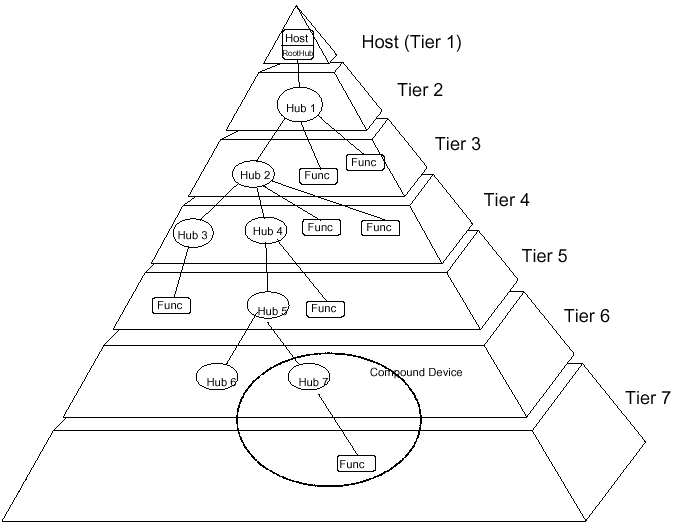 Host
RootHub
Host (Tier 1)
Tier 2
Hub 1
Tier 3
Func
Func
Hub 2
Tier 4
Func
Func
Hub 3
Hub 4
Tier 5
Func
Func
Hub 5
Tier 6
Compound Device
Hub 6
Hub 7
Tier 7
Func